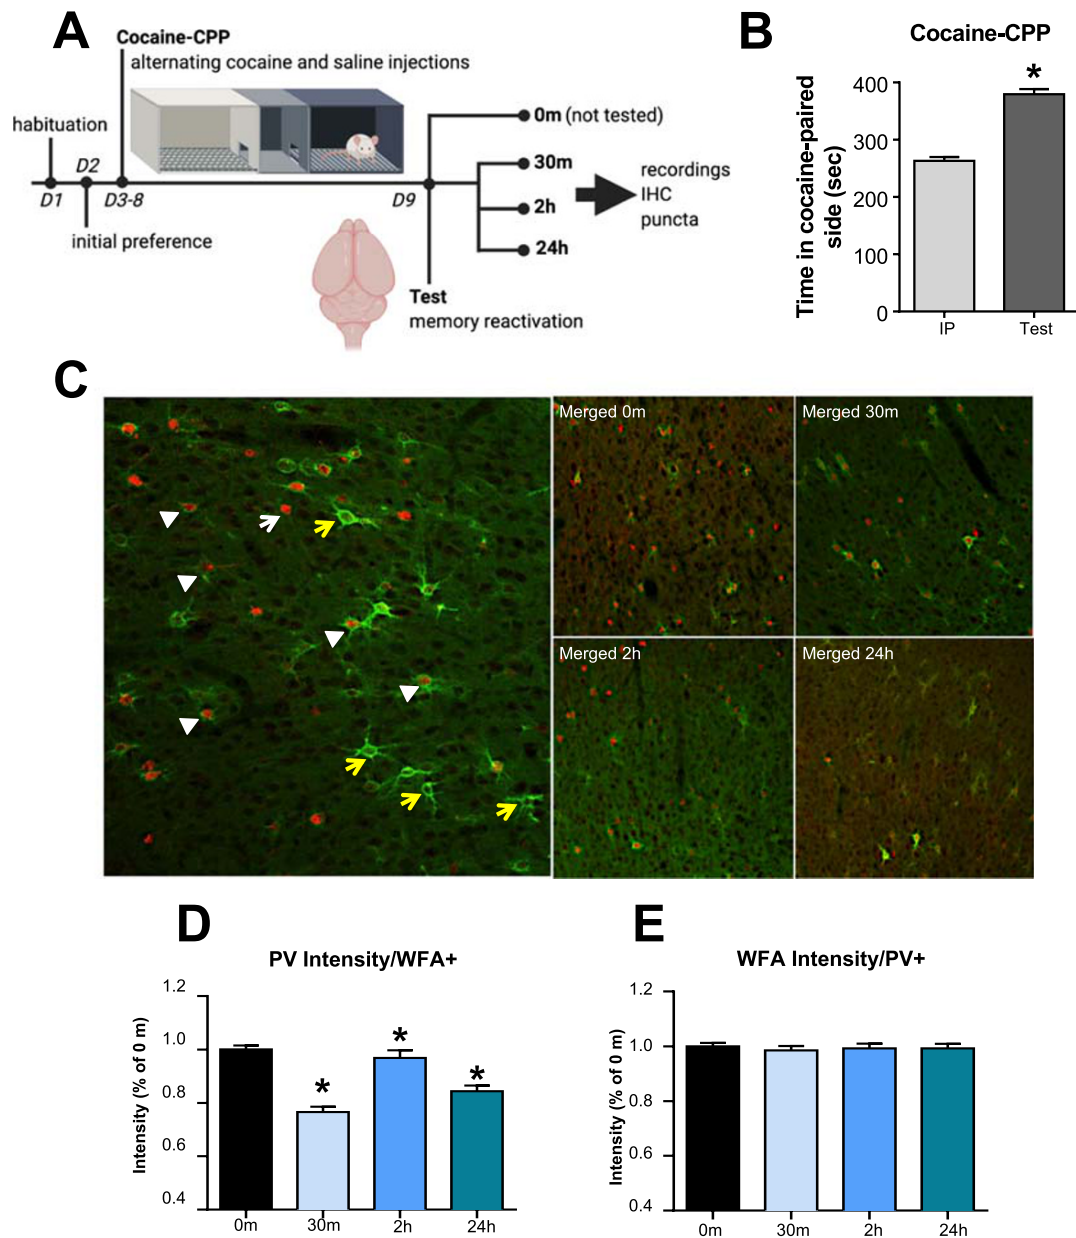 A
Cocaine-CPP
alternating cocaine and saline injections
habituation
D2
D1
D3-8
D9
initial preference
0m (not tested)
30m
2h
24h
recordings
IHC
puncta
Test
memory reactivation
B
Cocaine-CPP
Time in cocaine-paired
side (sec)
400
300
200
100
0
*
IP
Test
C
Merged 0m
Merged 30m
Merged 2h
Merged 24h
D
PV Intensity/WFA+
Intensity (% of 0 m)
1.2
1.0
0.8
0.6
0.4
*
*
*
0m
30m
2h
24h
E
WFA Intensity/PV+
Intensity (% of 0 m)
1.2
1.0
0.8
0.6
0.4
0m
30m
2h
24h